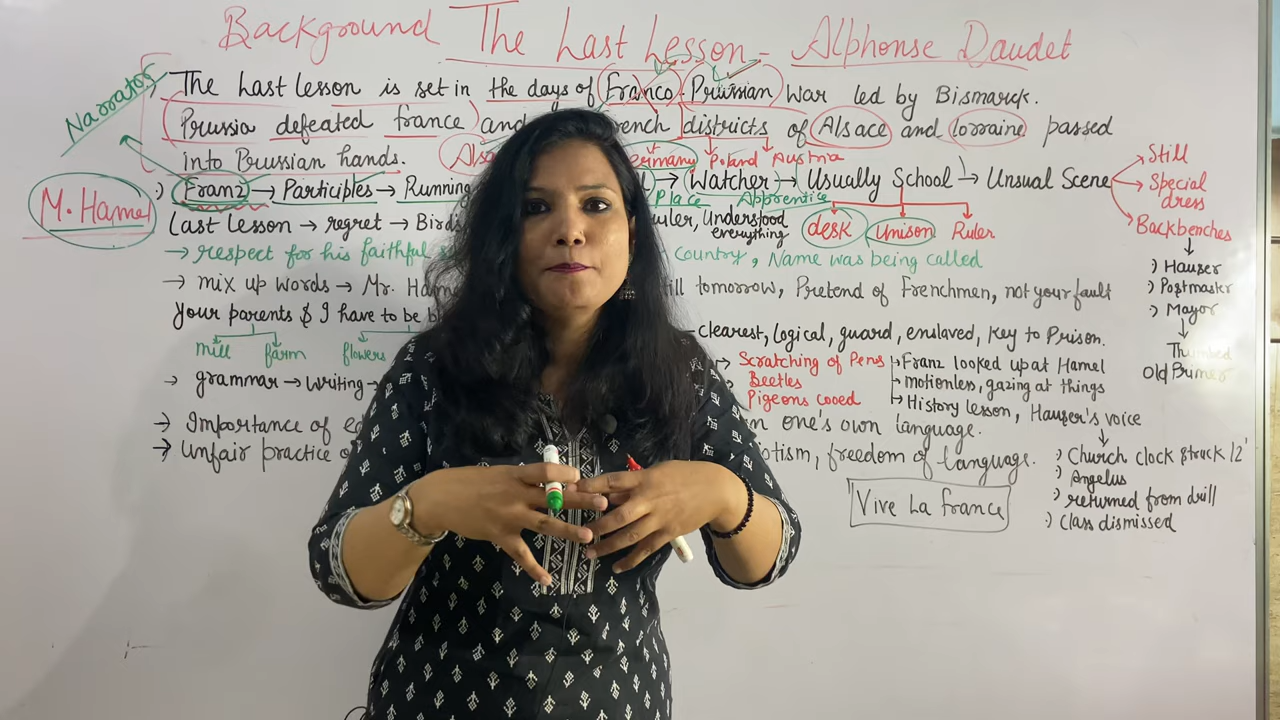 Background The Last Lesson - Alphonse Daudet
Narrator
The Last lesson is set in the days of Franco - Prussian War led by Bismarck.
Prussia defeated france and french districts of Alsace and lorraine passed
into Prussian hands. Germany Poland Austria
M. Hamel
Franz → Participles → Running → Watcher → Usually School → Unsual Scene
Place Apprentice
Still
Special dress
Backbenches
Last lesson → regret → Ruler, Understood everything
desk Unison Ruler
→ respect for his faithful country, Name was being called
→ mix up words → Mr. till tomorrow, Pretend of Frenchmen, not your fault
Hauser
Postmaster
Mayor
Thumbed
Old Primer
Your parents & I have to be clearest, logical, guard, enslaved, Key to Prison.
mill farm flowers
→ Scratching of Pens
Beetles
Pigeons cooed
Franz looked up at Hamel
motionless, gazing at things
History lesson, Hauser's voice
→ grammar → Writing →
→ Importance of one's own language.
→ Unfair practice freedom of language.
Church clock struck 12
Angelus
returned from drill
Class dismissed
Vive La france